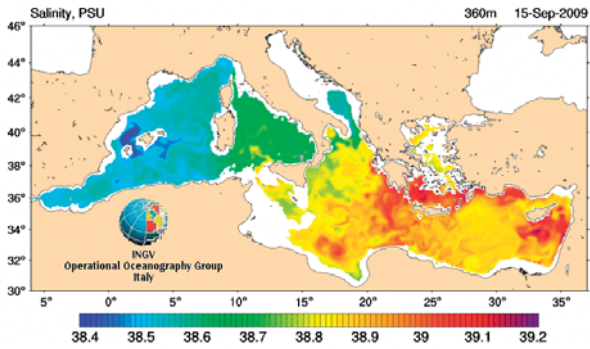 Salinity, PSU 360m 15-Sep-2009
46°
44°
42°
40°
38°
36°
34°
32°
30°
INGV
Operational Oceanography Group
Italy
5° 0° 5° 10° 15° 20° 25° 30° 35°
38.4 38.5 38.6 38.7 38.8 38.9 39 39.1 39.2